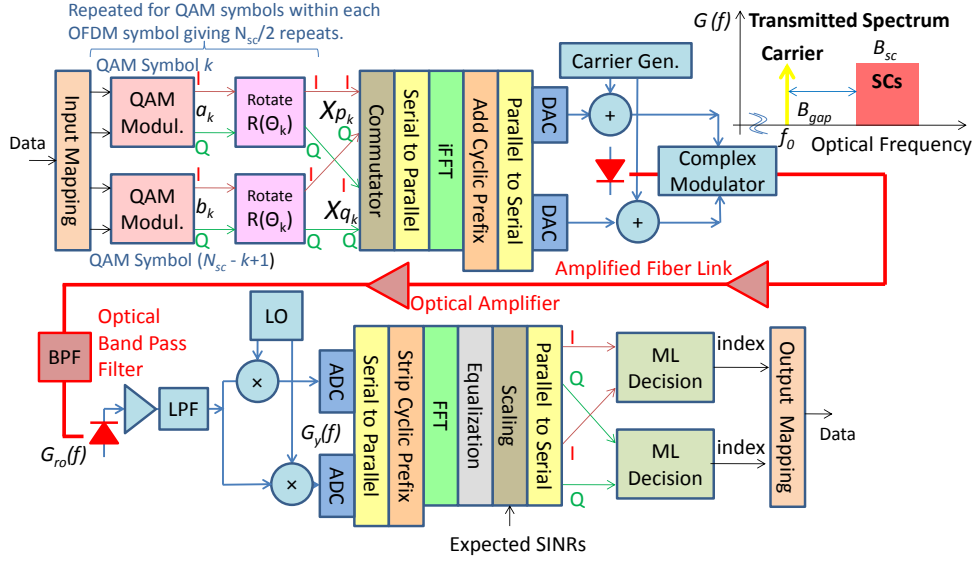 Repeated for QAM symbols within each
OFDM symbol giving Nsc/2 repeats.
QAM Symbol k
Data
Input Mapping
QAM
Modul.
I
ak
Q
Rotate
R(Θk)
I
I
Q
Q
Xpk
QAM
Modul.
I
bk
Q
Rotate
R(Θk)
I
I
Q
Q
Xqk
QAM Symbol (Nsc - k+1)
Commutator
Serial to Parallel
iFFT
Add Cyclic Prefix
Parallel to Serial
DAC
DAC
Carrier Gen.
+
+
Complex
Modulator
G (f)
Transmitted Spectrum
Carrier
Bsc
SCs
Bgap
f0
Optical Frequency
Amplified Fiber Link
Optical Amplifier
Optical
Band Pass
Filter
BPF
Gro(f)
LPF
LO
×
×
Gy(f)
ADC
ADC
Serial to Parallel
Strip Cyclic Prefix
FFT
Equalization
Scaling
Parallel to Serial
Expected SINRs
I
Q
I
Q
ML
Decision
index
ML
Decision
index
Output Mapping
Data